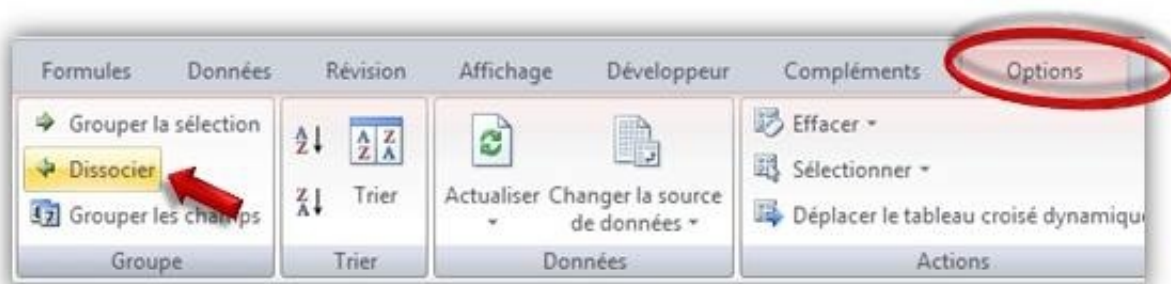 Formules Données Révision Affichage Développeur Compléments Options
Grouper la sélection
Dissocier
Grouper les champs
Groupe
Trier
Trier
Actualiser
Changer la source
de données
Données
Effacer
Sélectionner
Déplacer le tableau croisé dynamiqu
Actions